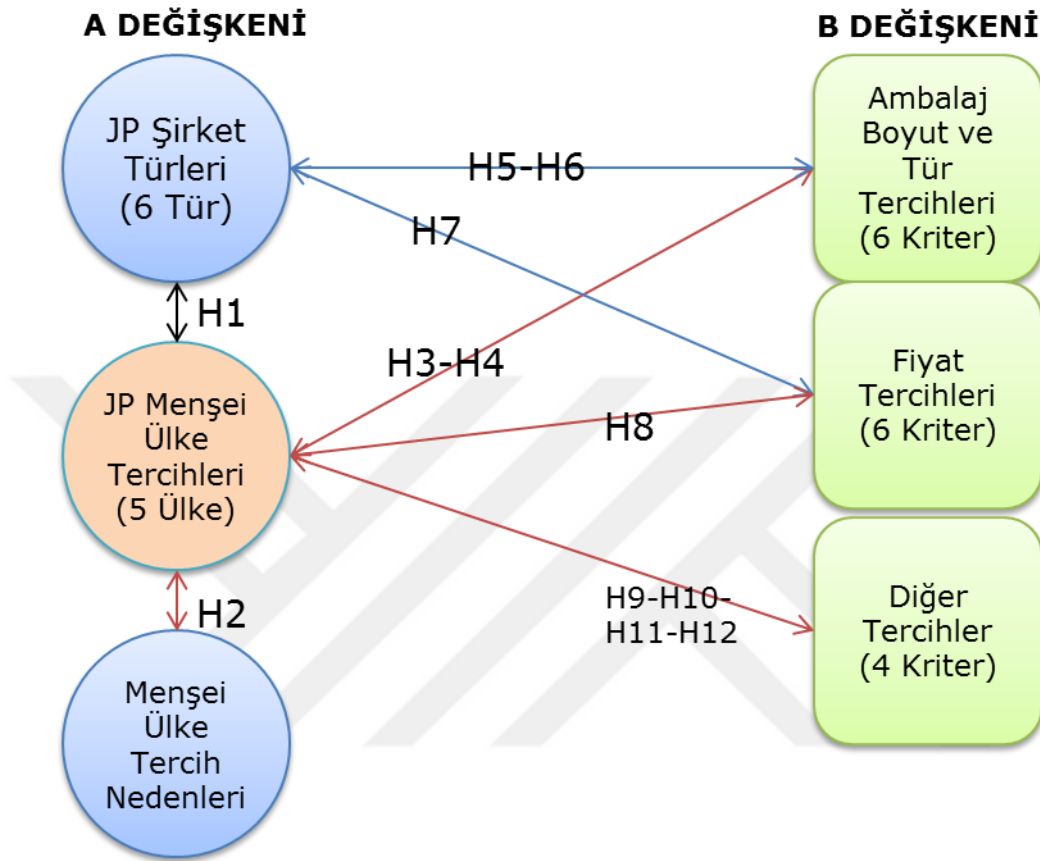 A DEĞİŞKENİ
B DEĞİŞKENİ
JP Şirket
Türleri
(6 Tür)
H5-H6
Ambalaj
Boyut ve
Tür
Tercihleri
(6 Kriter)
H7
H1
H3-H4
JP Menşei
Ülke
Tercihleri
(5 Ülke)
H8
Fiyat
Tercihleri
(6 Kriter)
H2
H9-H10-
H11-H12
Diğer
Tercihler
(4 Kriter)
Menşei
Ülke
Tercih
Nedenleri